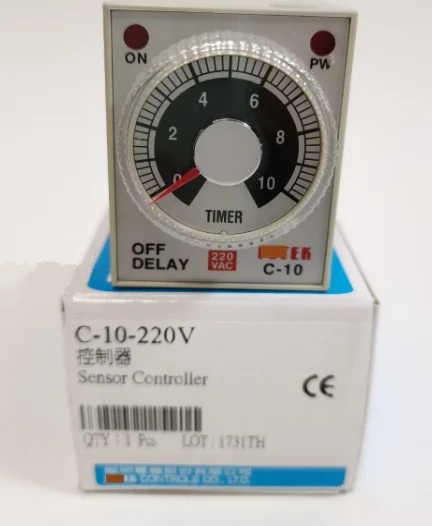 ON
PW
0 2 4 6 8 10
TIMER
OFF
DELAY
220
VAC
C-10
C-10-220V
控制器
Sensor Controller
CE
QTY : 1 Pcs LOT : 1731TH
CONTROLS CO., LTD.